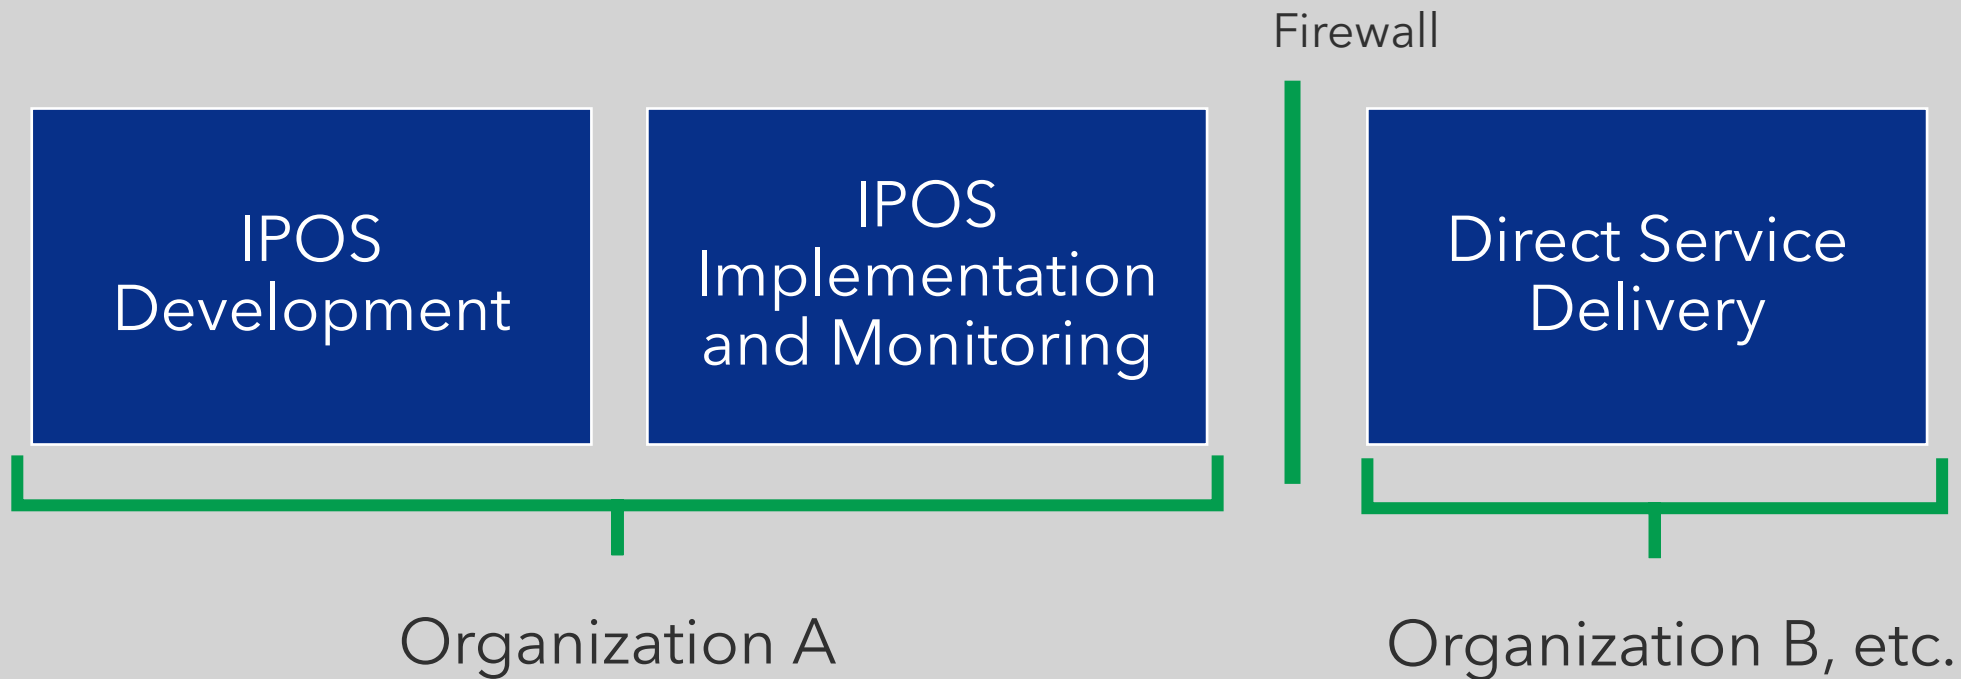 Firewall
IPOS
Development
IPOS
Implementation
and Monitoring
Direct Service
Delivery
Organization A
Organization B, etc.